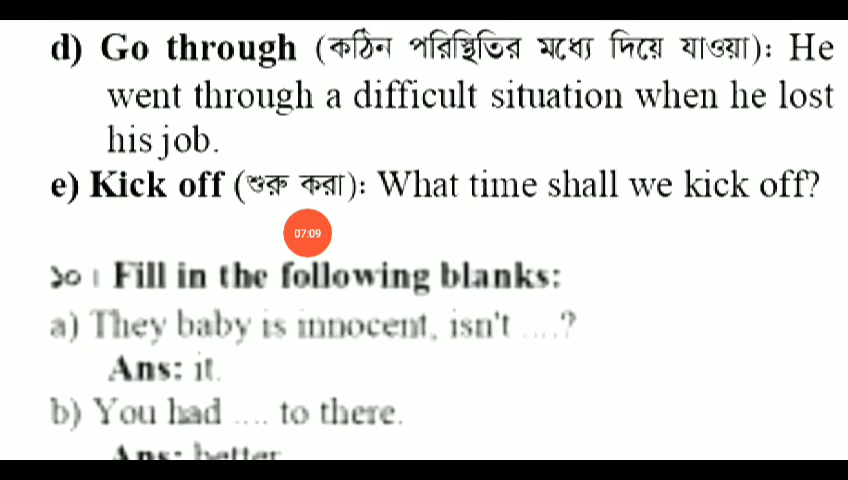 d) Go through (কঠিন পরিস্থিতির মধ্যে দিয়ে যাওয়া): He
went through a difficult situation when he lost
his job.
e) Kick off (শুরু করা): What time shall we kick off?
07:09
১০। Fill in the following blanks:
a) They baby is innocent, isn't ....?
Ans: it.
b) You had .... to there.
Ans: better